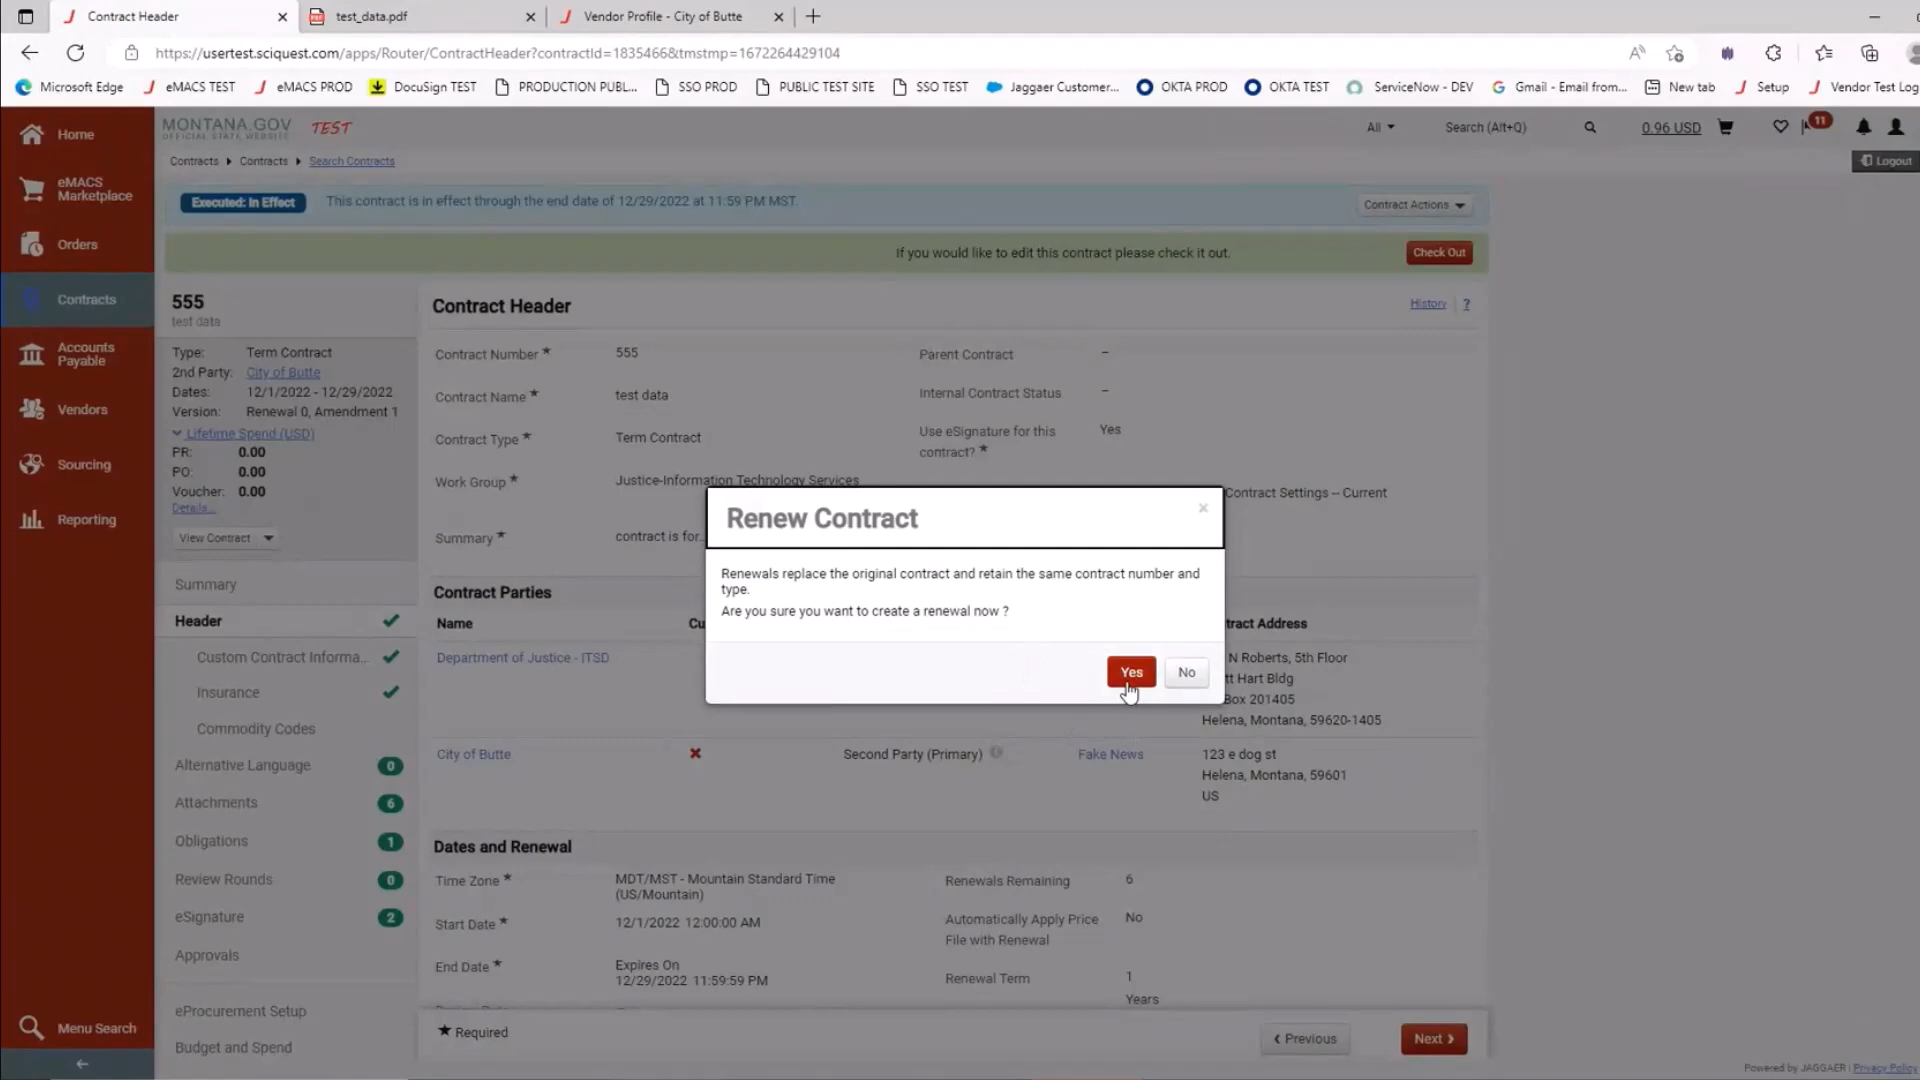 Contract Header
test_data.pdf
Vendor Profile - City of Butte
https://usertest.sciquest.com/apps/Router/ContractHeader?contractId=1835466&tmstmp=1672264429104
Microsoft Edge
eMACS TEST
eMACS PROD
DocuSign TEST
PRODUCTION PUBL...
SSO PROD
PUBLIC TEST SITE
SSO TEST
Jaggaer Customer...
OKTA PROD
OKTA TEST
ServiceNow - DEV
Gmail - Email from...
New tab
Setup
Vendor Test Log
Home
eMACS
Marketplace
Orders
Contracts
Accounts
Payable
Vendors
Sourcing
Reporting
Menu Search
MONTANA.GOV
OFFICIAL STATE WEBSITE
TEST
All
Search (Alt+Q)
0.96 USD
11
Logout
Contracts
Contracts
Search Contracts
Executed: In Effect
This contract is in effect through the end date of 12/29/2022 at 11:59 PM MST.
Contract Actions
If you would like to edit this contract please check it out.
Check Out
555
test data
Type: Term Contract
2nd Party: City of Butte
Dates: 12/1/2022 - 12/29/2022
Version: Renewal 0, Amendment 1
Lifetime Spend (USD)
PR: 0.00
PO: 0.00
Voucher: 0.00
Details...
View Contract
Summary
Header
Custom Contract Informa...
Insurance
Commodity Codes
Alternative Language 0
Attachments 6
Obligations 1
Review Rounds 0
eSignature 2
Approvals
eProcurement Setup
Budget and Spend
Contract Header
History
?
Contract Number ★ 555
Contract Name ★ test data
Contract Type ★ Term Contract
Work Group ★ Justice-Information Technology Services
Summary ★ contract is for..
Parent Contract –
Internal Contract Status –
Use eSignature for this
contract? ★
Yes
Contract Settings – Current
Renew Contract
×
Renewals replace the original contract and retain the same contract number and
type.
Are you sure you want to create a renewal now ?
Yes
No
Contract Parties
Name
Cu
tract Address
Department of Justice - ITSD
N Roberts, 5th Floor
tt Hart Bldg
Box 201405
Helena, Montana, 59620-1405
City of Butte
Second Party (Primary)
Fake News
123 e dog st
Helena, Montana, 59601
US
Dates and Renewal
Time Zone ★ MDT/MST - Mountain Standard Time
(US/Mountain)
Start Date ★ 12/1/2022 12:00:00 AM
End Date ★ Expires On
12/29/2022 11:59:59 PM
Renewals Remaining 6
Automatically Apply Price
File with Renewal
No
Renewal Term 1
Years
★ Required
Previous
Next
Powered by JAGGAER | Privacy Policy